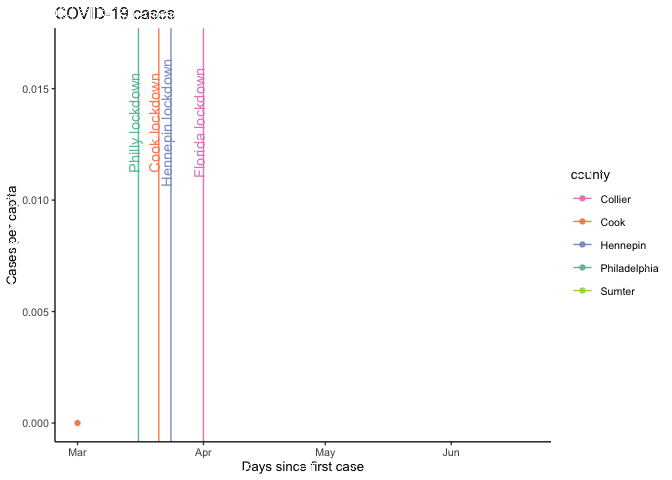 COVID-19 cases
0.015
0.010
0.005
0.000
Cases per capita
Philly lockdown
Cook lockdown
Hennepin lockdown
Florida lockdown
Mar
Apr
May
Jun
Days since first case
county
Collier
Cook
Hennepin
Philadelphia
Sumter